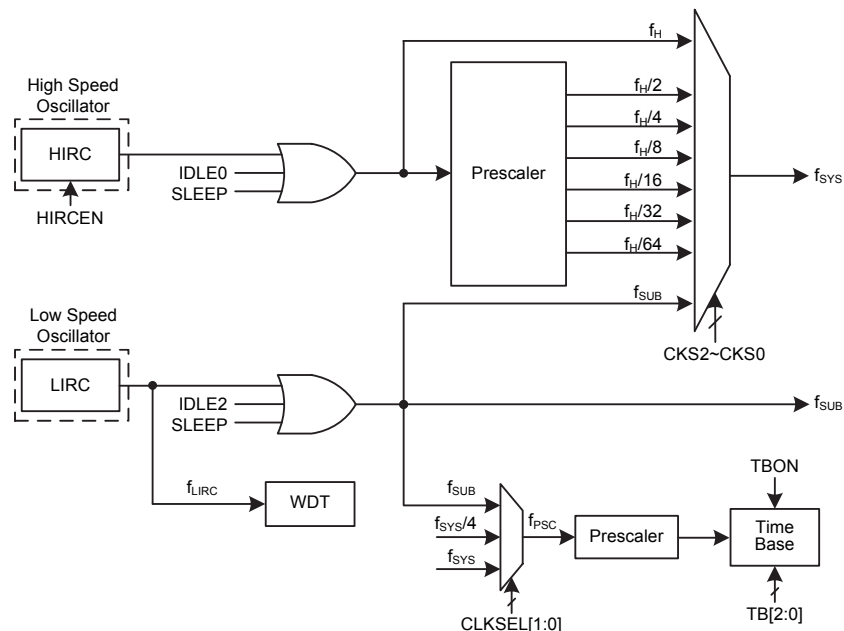 f_H
High Speed
Oscillator
f_H/2
f_H/4
HIRC
f_H/8
IDLE0
Prescaler
f_SYS
SLEEP
f_H/16
HIRCEN
f_H/32
f_H/64
f_SUB
Low Speed
Oscillator
CKS2~CKS0
LIRC
IDLE2
f_SUB
SLEEP
TBON
f_LIRC
WDT
f_SUB
f_SYS/4
f_PSC
Prescaler
Time
Base
f_SYS
CLKSEL[1:0]
TB[2:0]